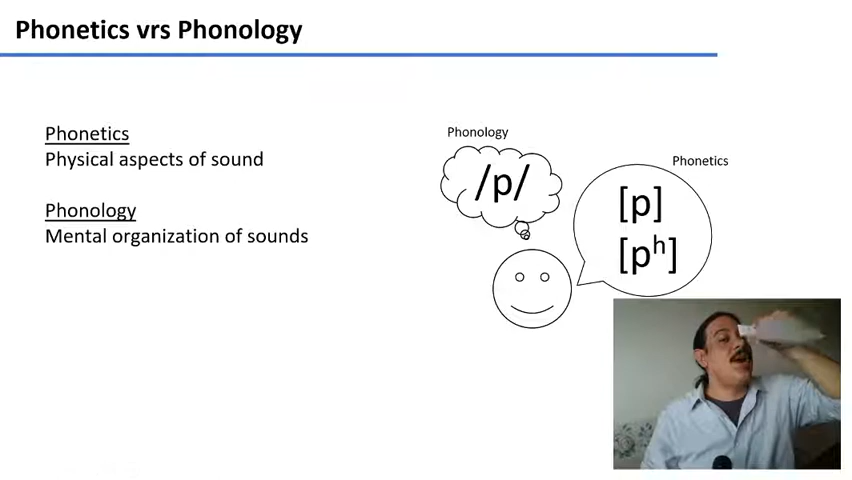 Phonetics vrs Phonology
Phonetics
Physical aspects of sound
Phonology
Mental organization of sounds
Phonology
/p/
Phonetics
[p]
[pʰ]